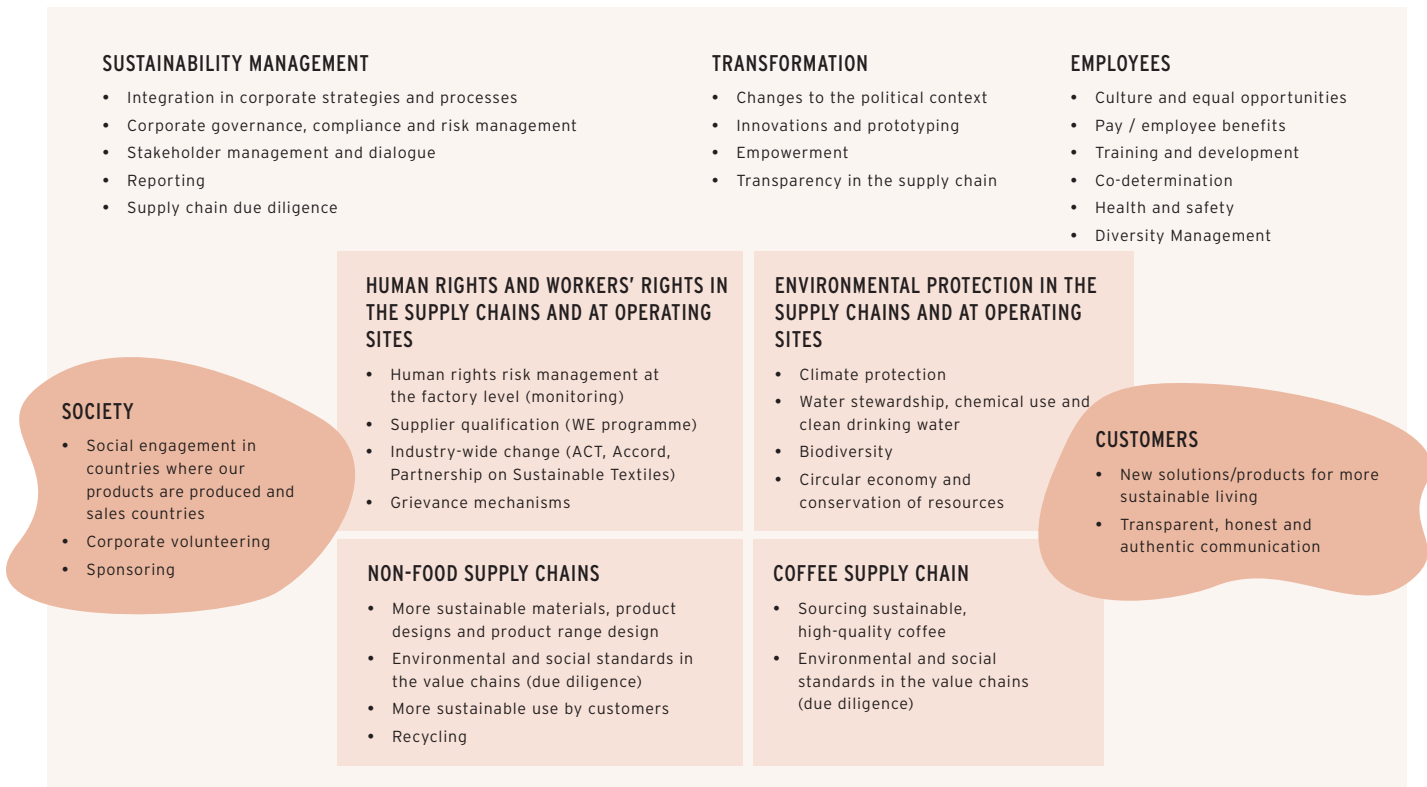 SUSTAINABILITY MANAGEMENT
• Integration in corporate strategies and processes
• Corporate governance, compliance and risk management
• Stakeholder management and dialogue
• Reporting
• Supply chain due diligence
TRANSFORMATION
• Changes to the political context
• Innovations and prototyping
• Empowerment
• Transparency in the supply chain
EMPLOYEES
• Culture and equal opportunities
• Pay / employee benefits
• Training and development
• Co-determination
• Health and safety
• Diversity Management
HUMAN RIGHTS AND WORKERS’ RIGHTS IN
THE SUPPLY CHAINS AND AT OPERATING
SITES
• Human rights risk management at
the factory level (monitoring)
• Supplier qualification (WE programme)
• Industry-wide change (ACT, Accord,
Partnership on Sustainable Textiles)
• Grievance mechanisms
ENVIRONMENTAL PROTECTION IN THE
SUPPLY CHAINS AND AT OPERATING
SITES
• Climate protection
• Water stewardship, chemical use and
clean drinking water
• Biodiversity
• Circular economy and
conservation of resources
SOCIETY
• Social engagement in
countries where our
products are produced and
sales countries
• Corporate volunteering
• Sponsoring
CUSTOMERS
• New solutions/products for more
sustainable living
• Transparent, honest and
authentic communication
NON-FOOD SUPPLY CHAINS
• More sustainable materials, product
designs and product range design
• Environmental and social standards in
the value chains (due diligence)
• More sustainable use by customers
• Recycling
COFFEE SUPPLY CHAIN
• Sourcing sustainable,
high-quality coffee
• Environmental and social
standards in the value chains
(due diligence)